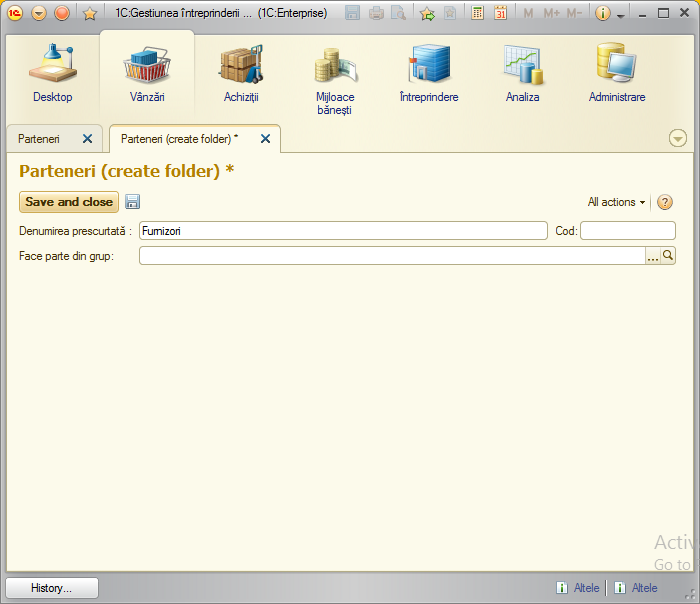 1C:Gestiunea întreprinderii ... (1C:Enterprise)
M M+ M-
Desktop
Vânzări
Achiziții
Mijloace
bănești
Întreprindere
Analiza
Administrare
Parteneri
Parteneri (create folder) *
Parteneri (create folder) *
Save and close
All actions
?
Denumirea prescurtată :
Furnizori
Cod:
Face parte din grup:
...
Activ
Go to
History...
Altele
Altele